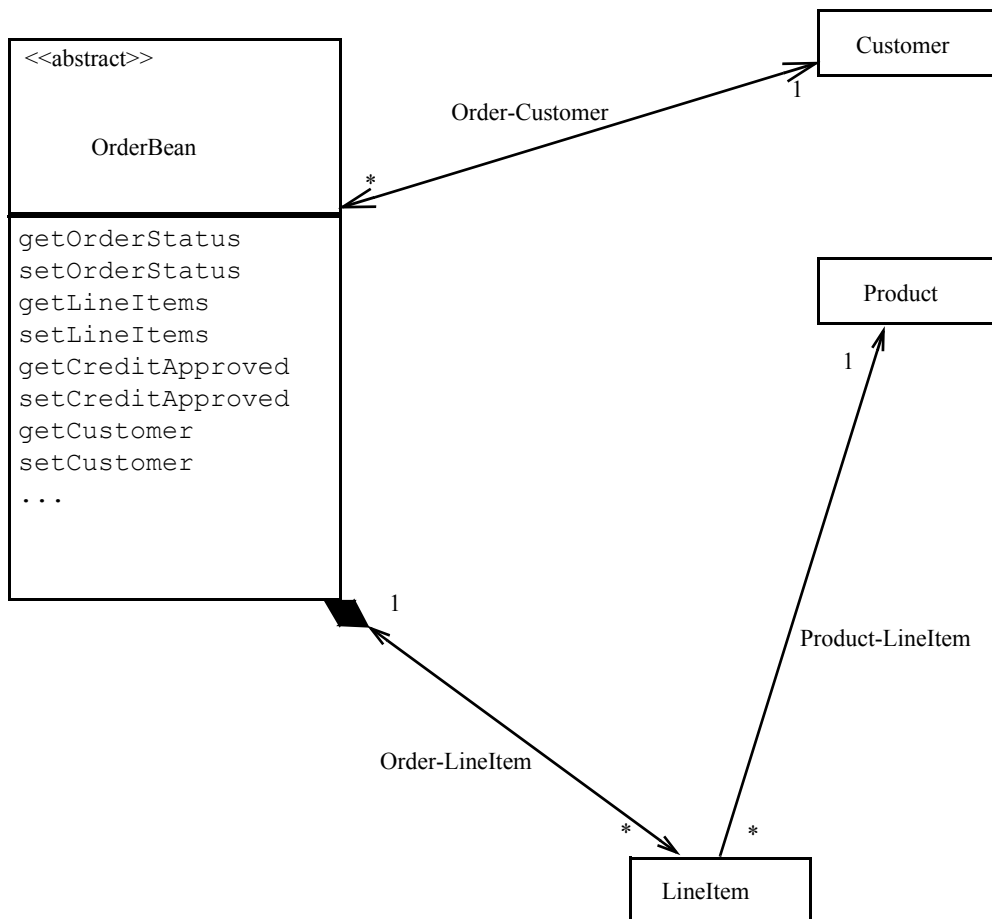 <<abstract>>
OrderBean
getOrderStatus
setOrderStatus
getLineItems
setLineItems
getCreditApproved
setCreditApproved
getCustomer
setCustomer
...
Customer
1
Order-Customer
*
Product
1
Product-LineItem
1
Order-LineItem
*
*
LineItem